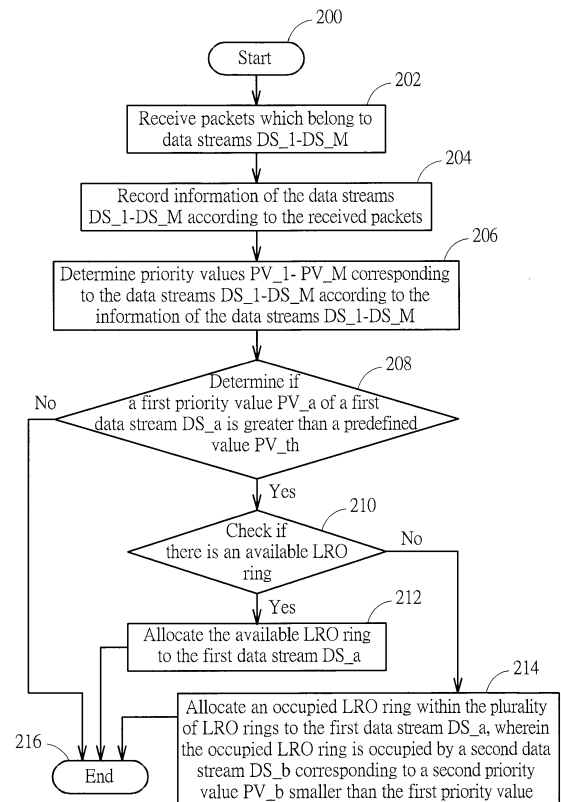 200
Start
202
Receive packets which belong to
data streams DS_1-DS_M
204
Record information of the data streams
DS_1-DS_M according to the received packets
206
Determine priority values PV_1- PV_M corresponding
to the data streams DS_1-DS_M according to the
information of the data streams DS_1-DS_M
208
Determine if
a first priority value PV_a of a first
data stream DS_a is greater than a predefined
value PV_th
No
Yes
210
Check if
there is an available LRO
ring
No
Yes
212
Allocate the available LRO ring
to the first data stream DS_a
214
Allocate an occupied LRO ring within the plurality
of LRO rings to the first data stream DS_a, wherein
the occupied LRO ring is occupied by a second data
stream DS_b corresponding to a second priority
value PV_b smaller than the first priority value
216
End